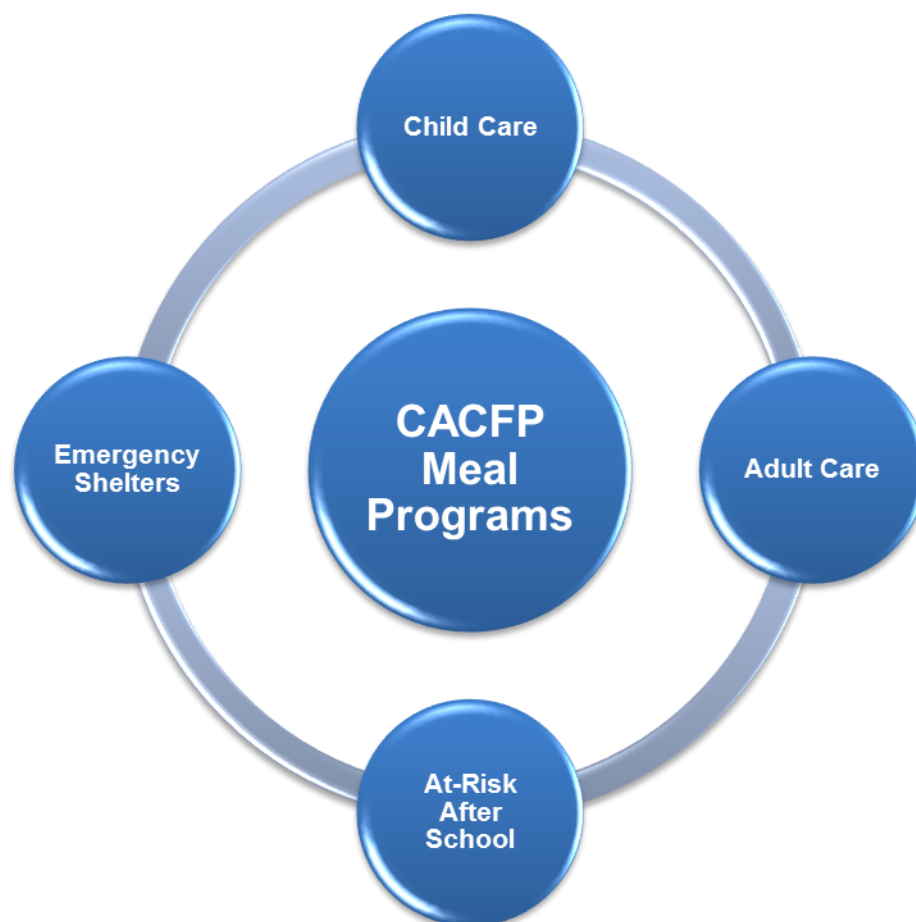 Child Care
Emergency
Shelters
CACFP
Meal
Programs
Adult Care
At-Risk
After
School